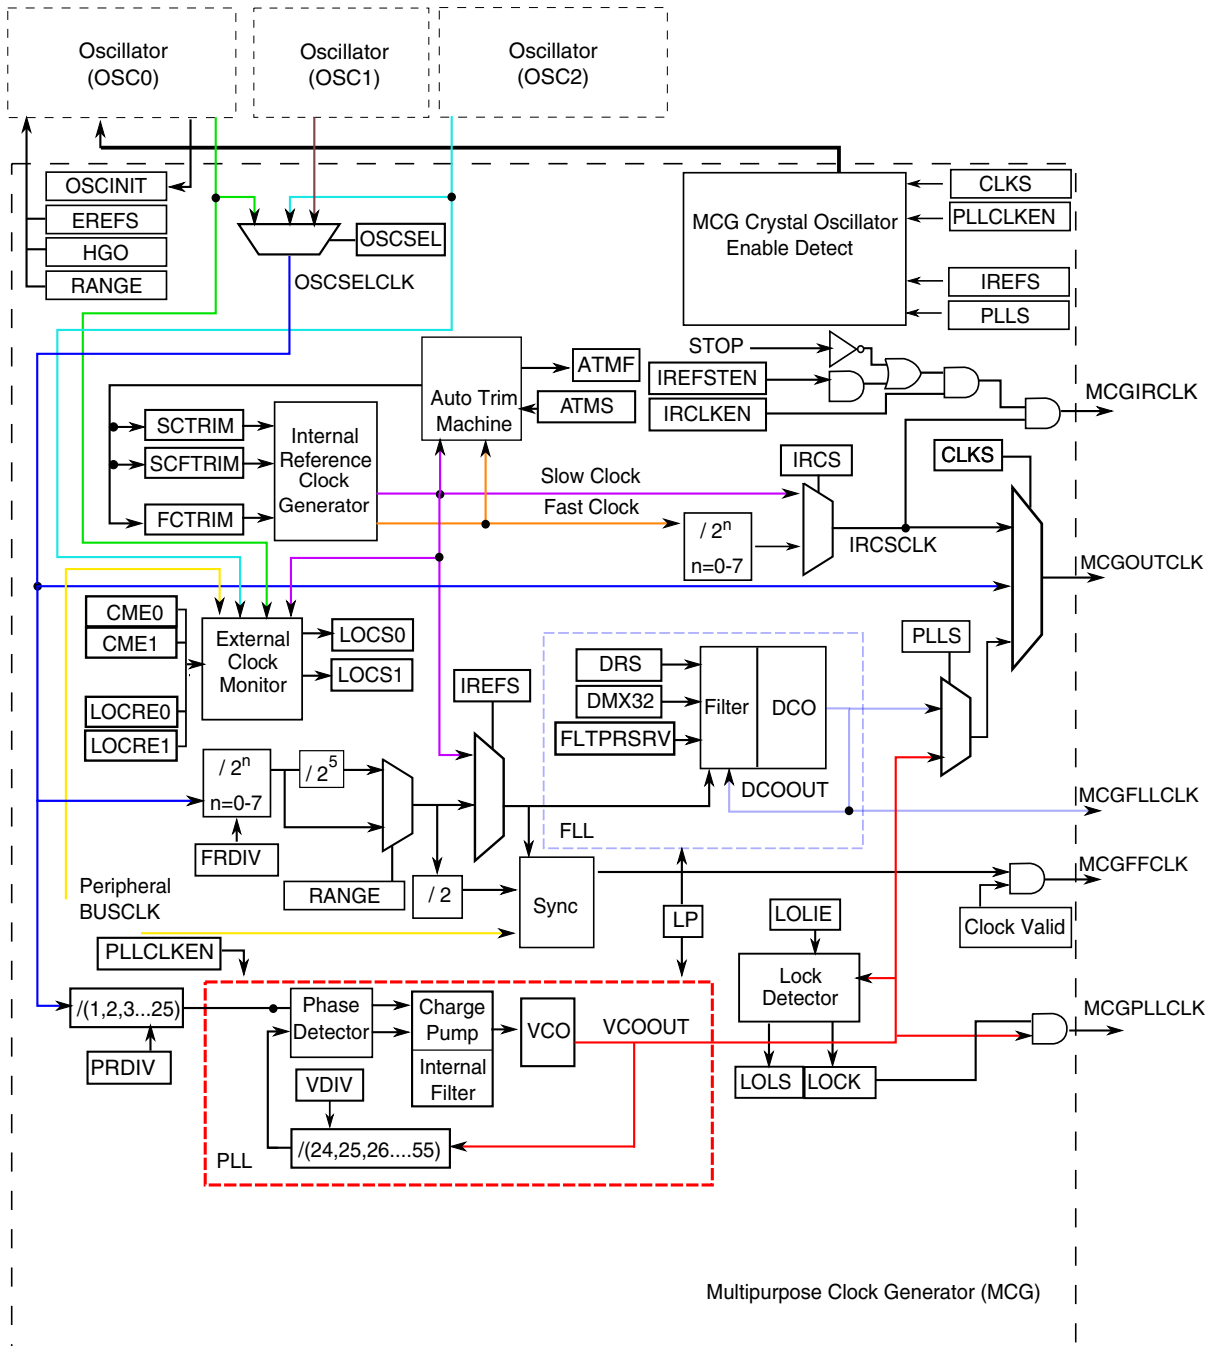 Oscillator
(OSC0)
Oscillator
(OSC1)
Oscillator
(OSC2)
OSCINIT
EREFS
HGO
RANGE
OSCSEL
OSCSELCLK
MCG Crystal Oscillator
Enable Detect
CLKS
PLLCLKEN
IREFS
PLLS
STOP
IREFSTEN
IRCLKEN
MCGIRCLK
ATMF
ATMS
Auto Trim
Machine
SCTRIM
SCFTRIM
FCTRIM
Internal
Reference
Clock
Generator
Slow Clock
Fast Clock
IRCS
CLKS
/ 2n
n=0-7
IRCSCLK
MCGOUTCLK
CME0
CME1
LOCRE0
LOCRE1
External
Clock
Monitor
LOCS0
LOCS1
IREFS
DRS
DMX32
FLTPRSRV
Filter
DCO
PLLS
DCOOUT
FLL
MCGFLLCLK
/ 2n
n=0-7
/ 25
FRDIV
RANGE
/ 2
Sync
LP
LOLIE
MCGFFCLK
Clock Valid
Peripheral
BUSCLK
PLLCLKEN
/(1,2,3...25)
PRDIV
Phase
Detector
Charge
Pump
Internal
Filter
VCO
VCOOUT
Lock
Detector
LOLS
LOCK
MCGPLLCLK
VDIV
/(24,25,26....55)
PLL
Multipurpose Clock Generator (MCG)